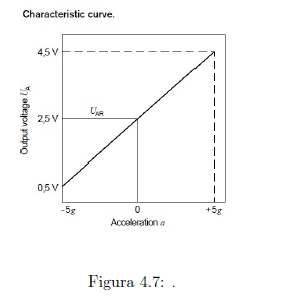 Characteristic curve.
4,5 V
2,5 V
0,5 V
Output voltage U_A
U_AR
-5g
0
+5g
Acceleration a
Figura 4.7: .